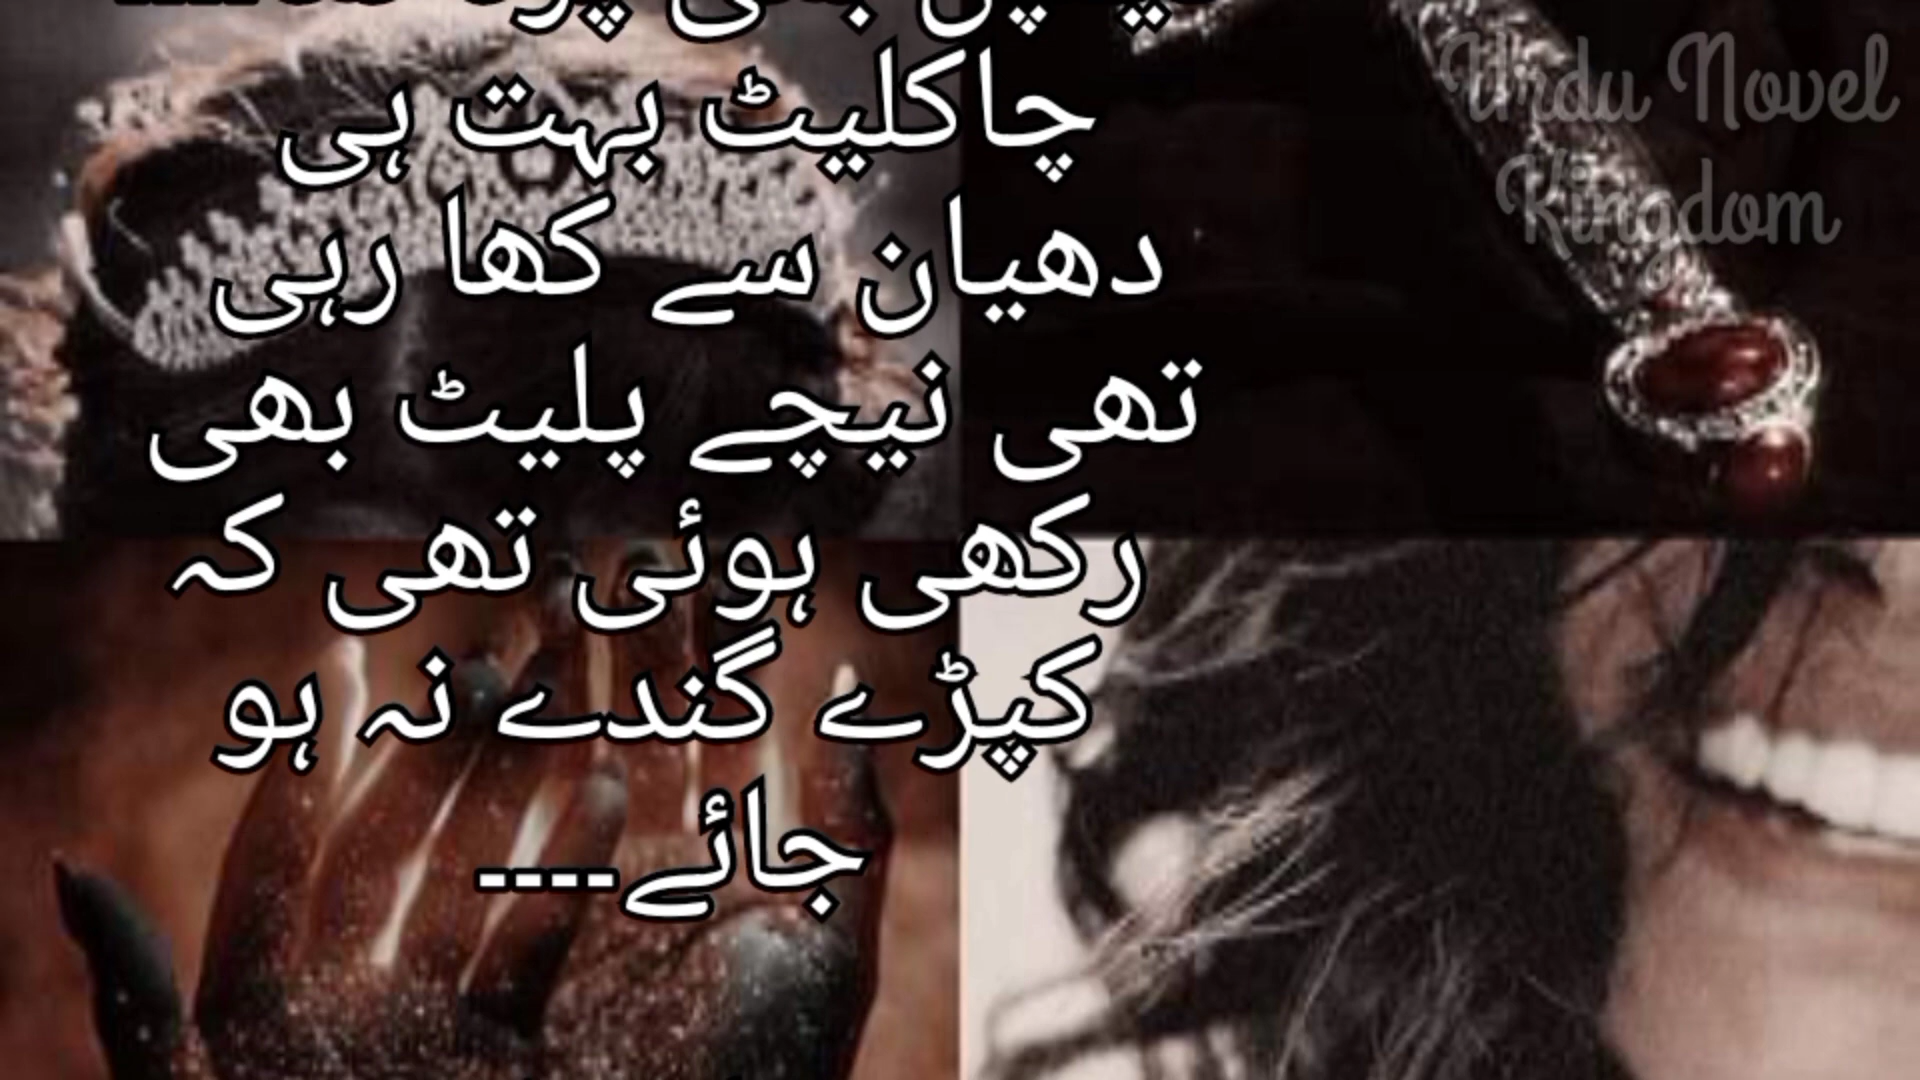 چاکلیٹ بہت ہی
دھیان سے کھا رہی
تھی نیچے پلیٹ بھی
رکھی ہوئی تھی کہ
کپڑے گندے نہ ہو
جائے----
Urdu Novel
Kingdom